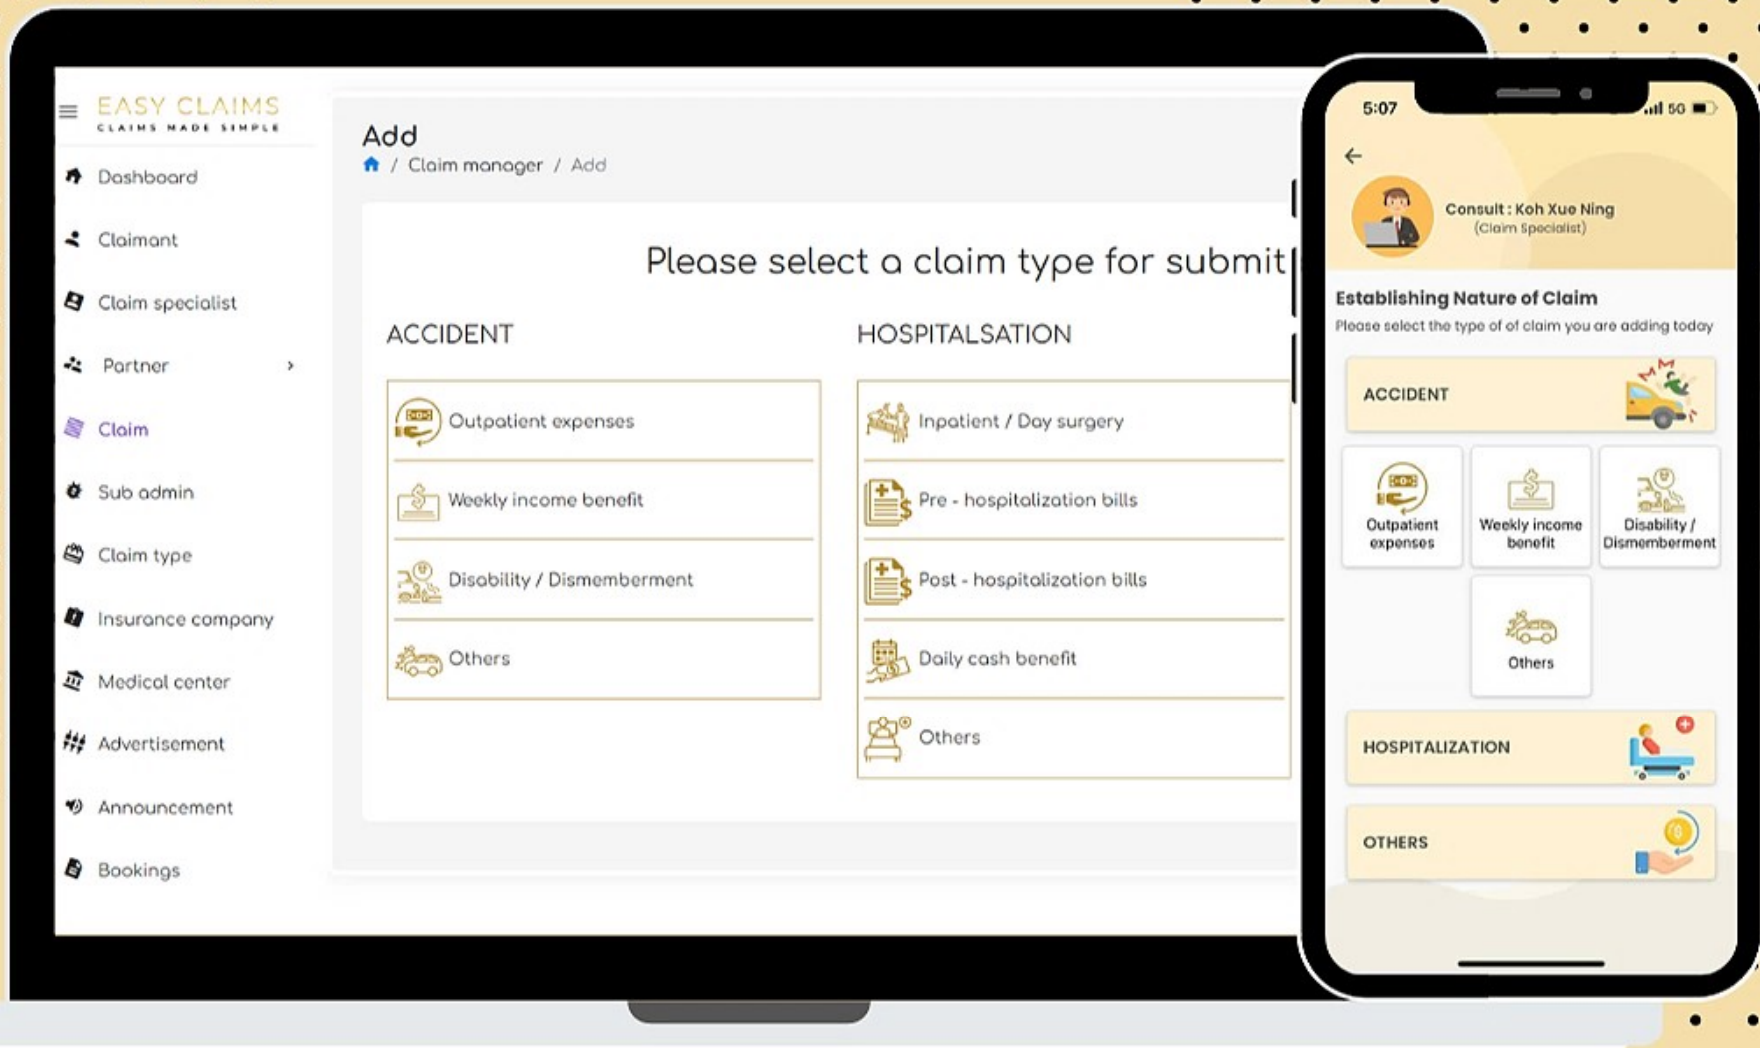 EASY CLAIMS
CLAIMS MADE SIMPLE
Dashboard
Claimant
Claim specialist
Partner
Claim
Sub admin
Claim type
Insurance company
Medical center
Advertisement
Announcement
Bookings
Add
/ Claim manager / Add
Please select a claim type for submit
ACCIDENT
Outpatient expenses
Weekly income benefit
Disability / Dismemberment
Others
HOSPITALSATION
Inpatient / Day surgery
Pre - hospitalization bills
Post - hospitalization bills
Daily cash benefit
Others
5:07
5G
Consult : Koh Xue Ning
(Claim Specialist)
Establishing Nature of Claim
Please select the type of of claim you are adding today
ACCIDENT
Outpatient
expenses
Weekly income
benefit
Disability /
Dismemberment
Others
HOSPITALIZATION
OTHERS